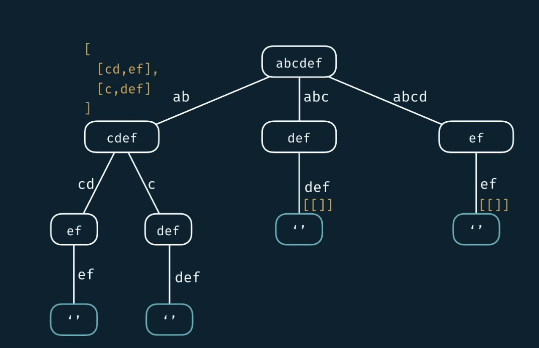 [
[cd,ef],
[c,def]
]
abcdef
ab
abc
abcd
cdef
def
ef
cd
c
def
ef
[[]]
[[]]
ef
def
‘’
‘’
ef
def
‘’
‘’